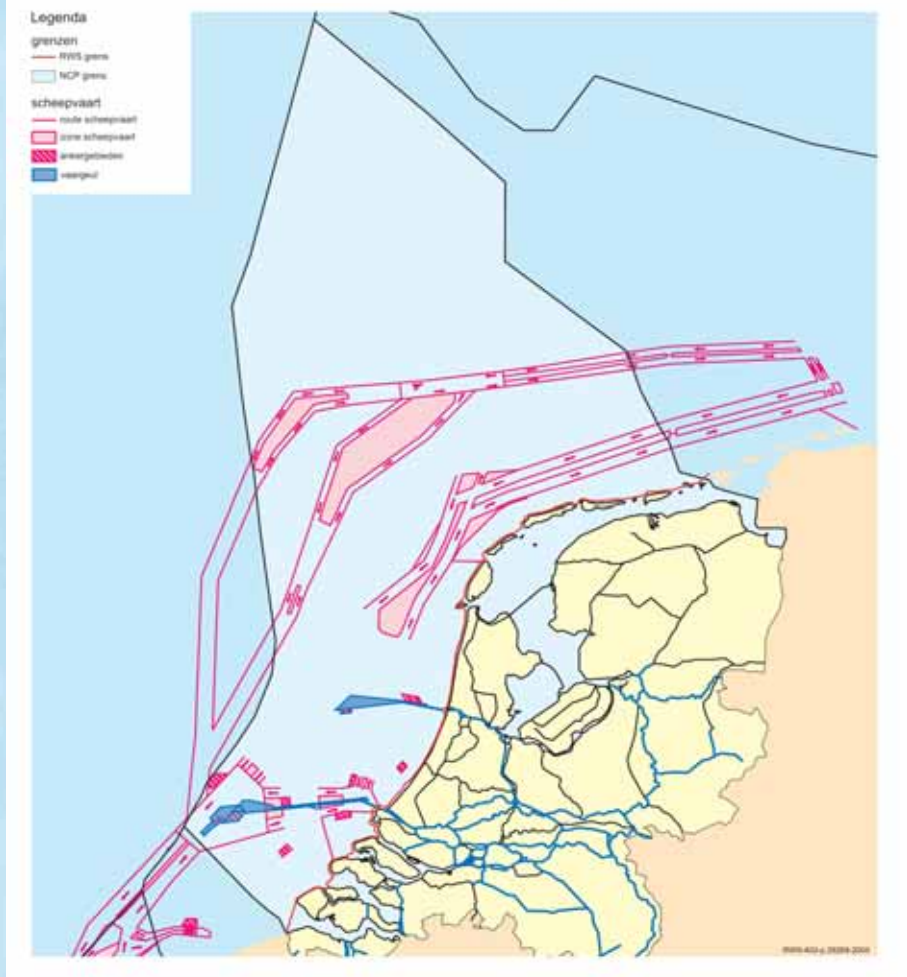 Legenda
grenzen
RWS grens
NCP grens
scheepvaart
route scheepvaart
zone scheepvaart
ankergebieden
vaargeul